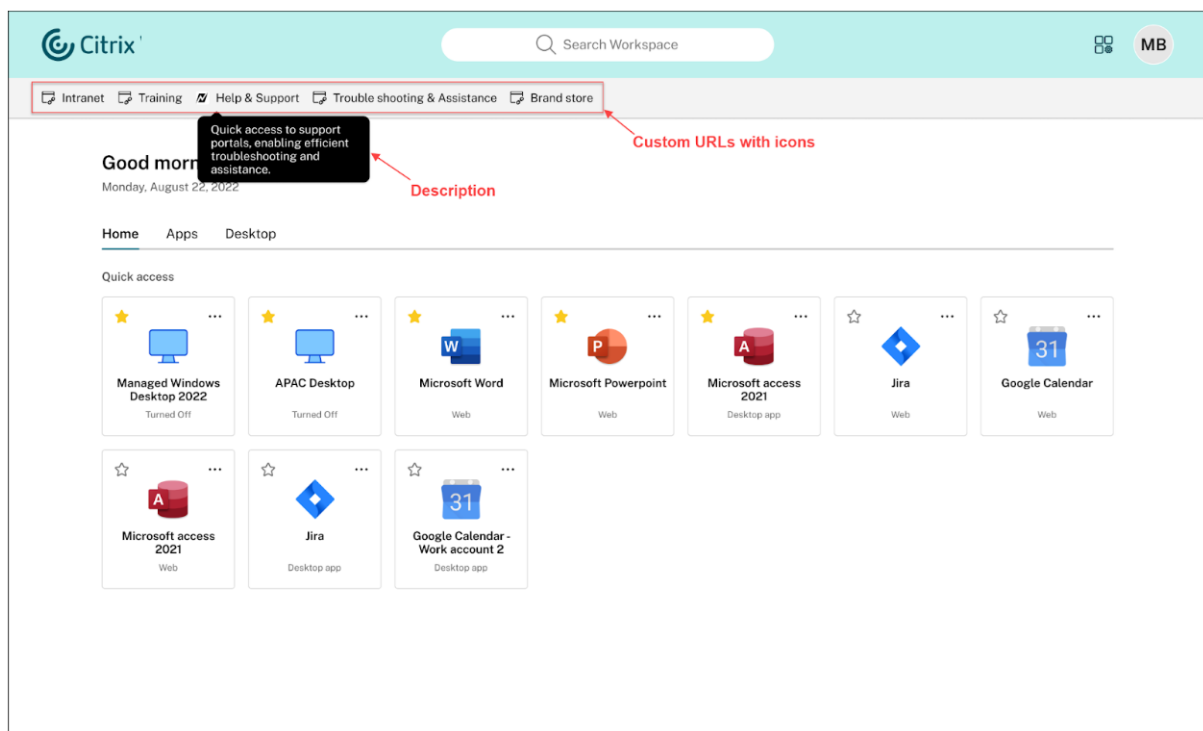 Citrix
Search Workspace
MB
Intranet Training Help & Support Trouble shooting & Assistance Brand store
Quick access to support
portals, enabling efficient
troubleshooting and
assistance.
Custom URLs with icons
Description
Good morn
Monday, August 22, 2022
Home Apps Desktop
Quick access
Managed Windows
Desktop 2022
Turned Off
APAC Desktop
Turned Off
W
Microsoft Word
Web
P
Microsoft Powerpoint
Web
A
Microsoft access
2021
Desktop app
Jira
Web
31
Google Calendar
Web
A
Microsoft access
2021
Web
Jira
Desktop app
31
Google Calendar -
Work account 2
Desktop app